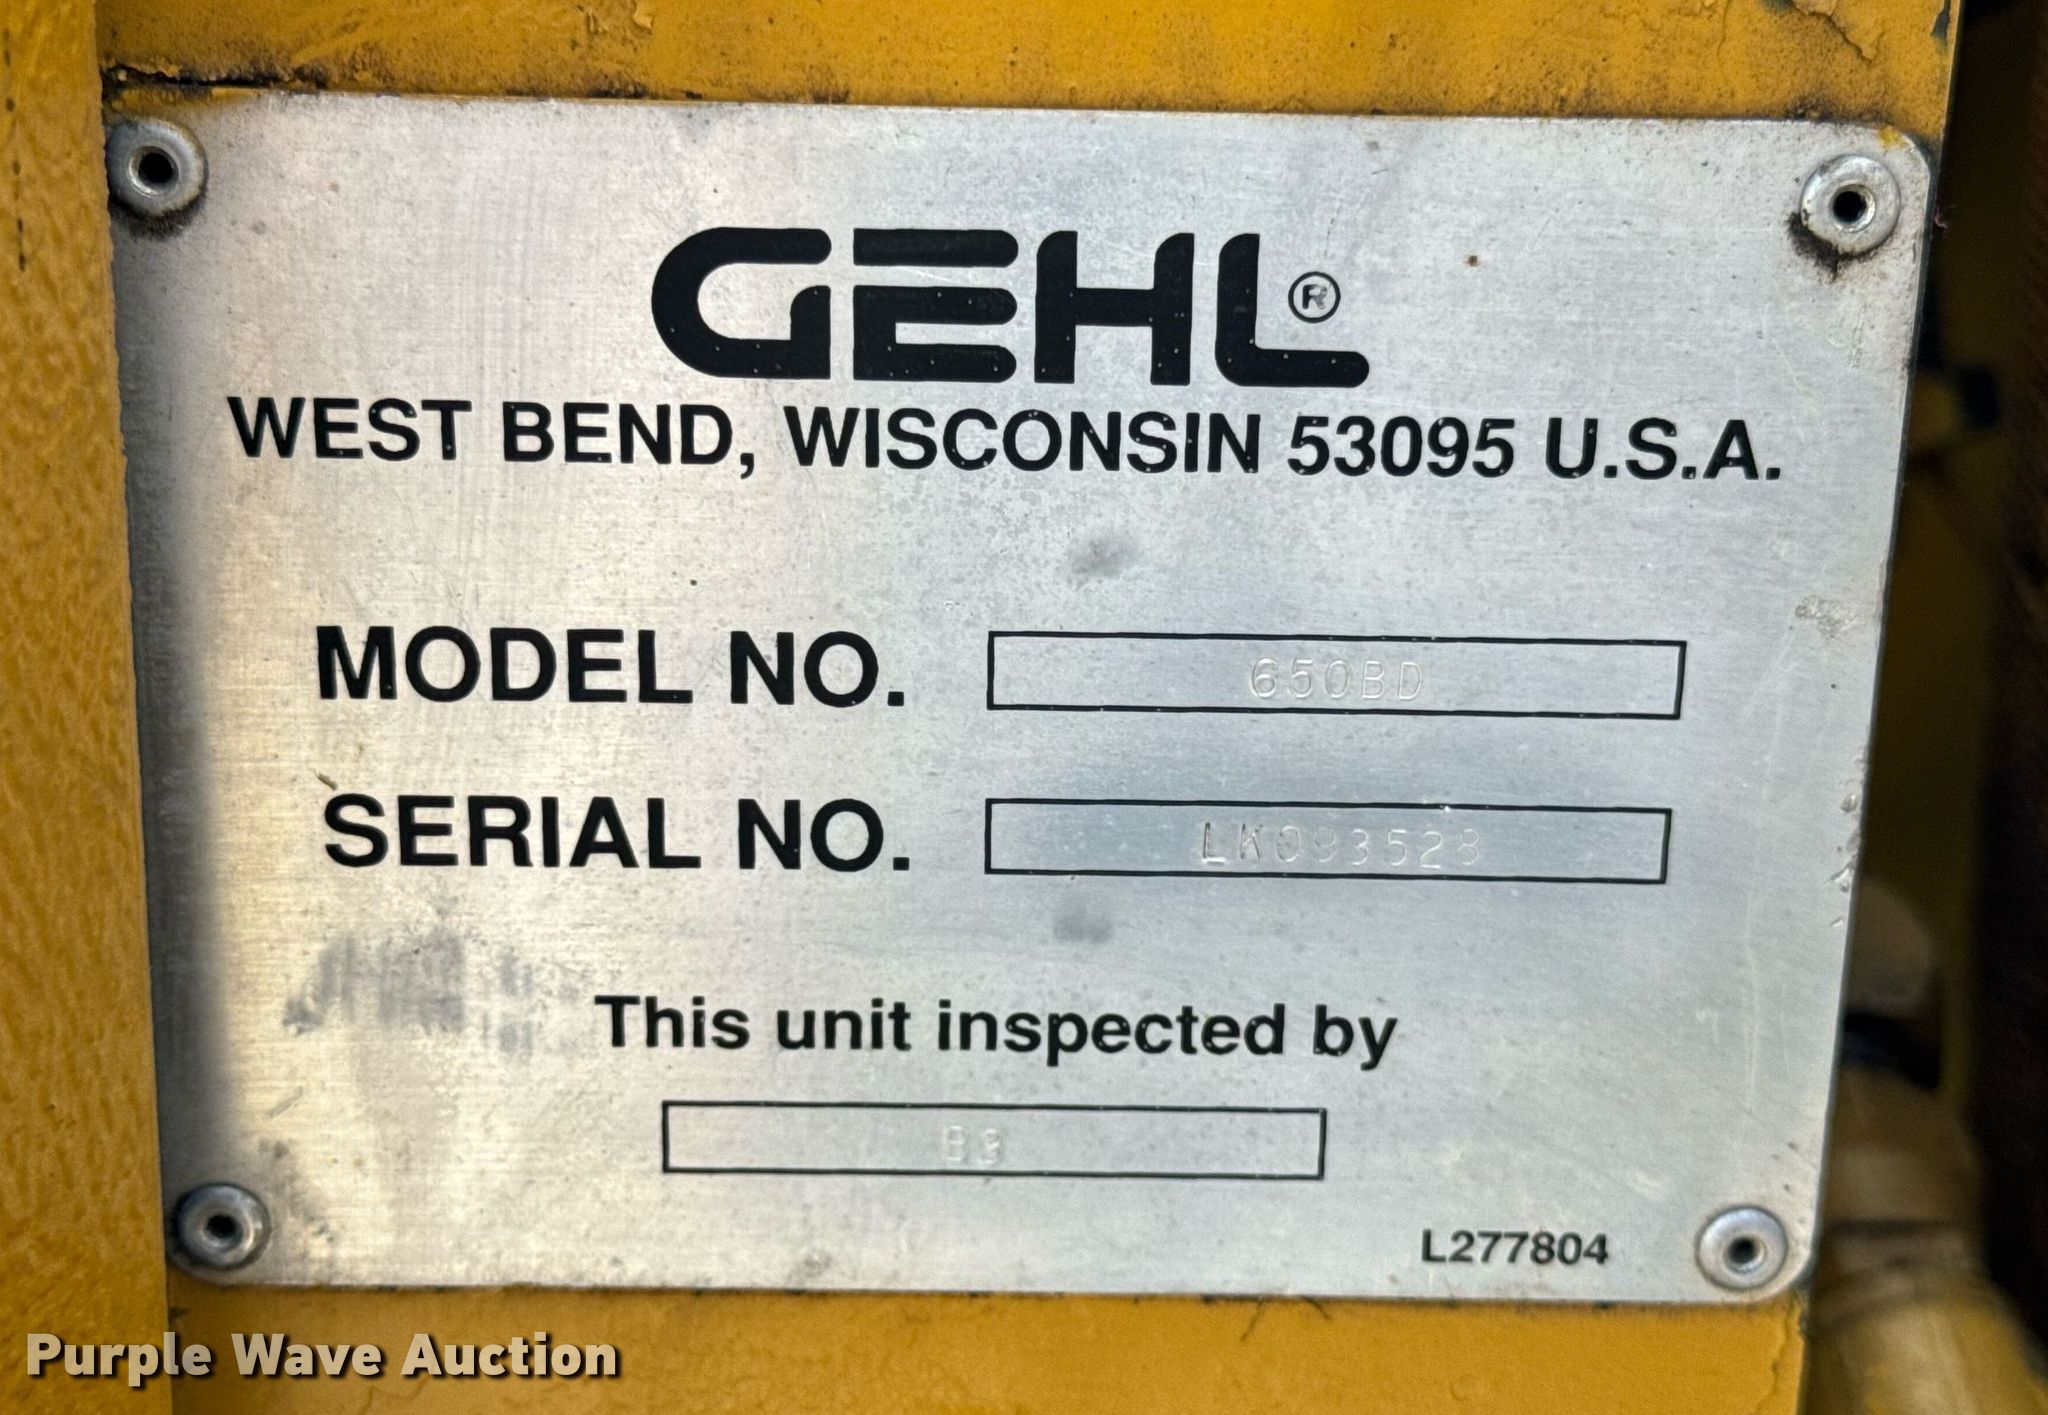 GEHL®
WEST BEND, WISCONSIN 53095 U.S.A.
MODEL NO. 650BD
SERIAL NO. LK093528
This unit inspected by
B3
L277804
Purple Wave Auction